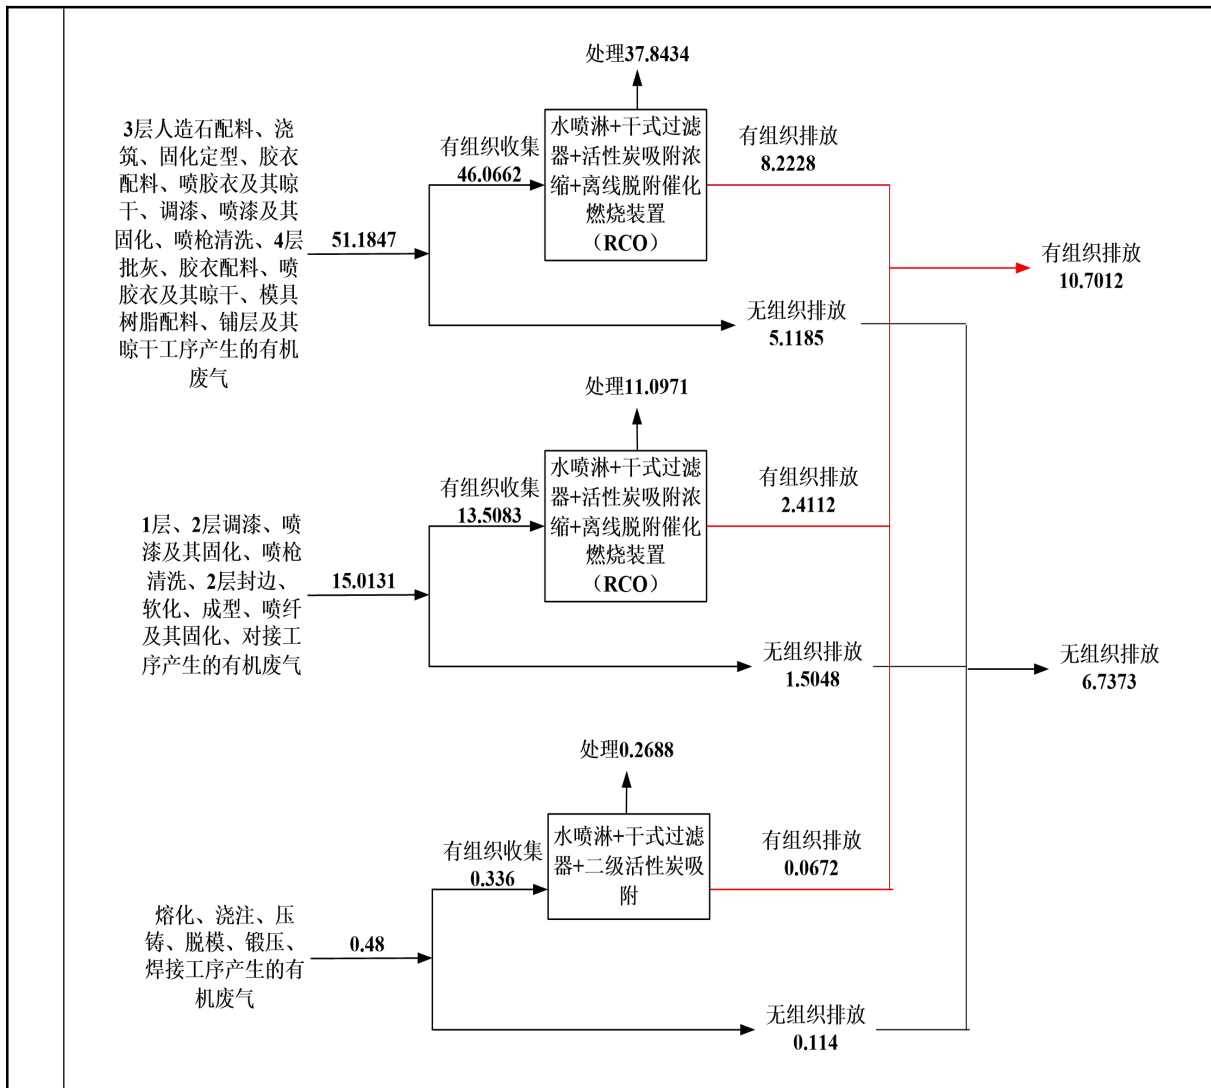 处理37.8434
3层人造石配料、浇
筑、固化定型、胶衣
配料、喷胶衣及其晾
干、调漆、喷漆及其
固化、喷枪清洗、4层
批灰、胶衣配料、喷
胶衣及其晾干、模具
树脂配料、铺层及其
晾干工序产生的有机
废气
51.1847
有组织收集
46.0662
水喷淋+干式过滤
器+活性炭吸附浓
缩+离线脱附催化
燃烧装置
（RCO）
有组织排放
8.2228
无组织排放
5.1185
有组织排放
10.7012
处理11.0971
1层、2层调漆、喷
漆及其固化、喷枪
清洗、2层封边、
软化、成型、喷纤
及其固化、对接工
序产生的有机废气
15.0131
有组织收集
13.5083
水喷淋+干式过滤
器+活性炭吸附浓
缩+离线脱附催化
燃烧装置
（RCO）
有组织排放
2.4112
无组织排放
1.5048
无组织排放
6.7373
处理0.2688
熔化、浇注、压
铸、脱模、锻压、
焊接工序产生的有
机废气
0.48
有组织收集
0.336
水喷淋+干式过滤
器+二级活性炭吸
附
有组织排放
0.0672
无组织排放
0.114